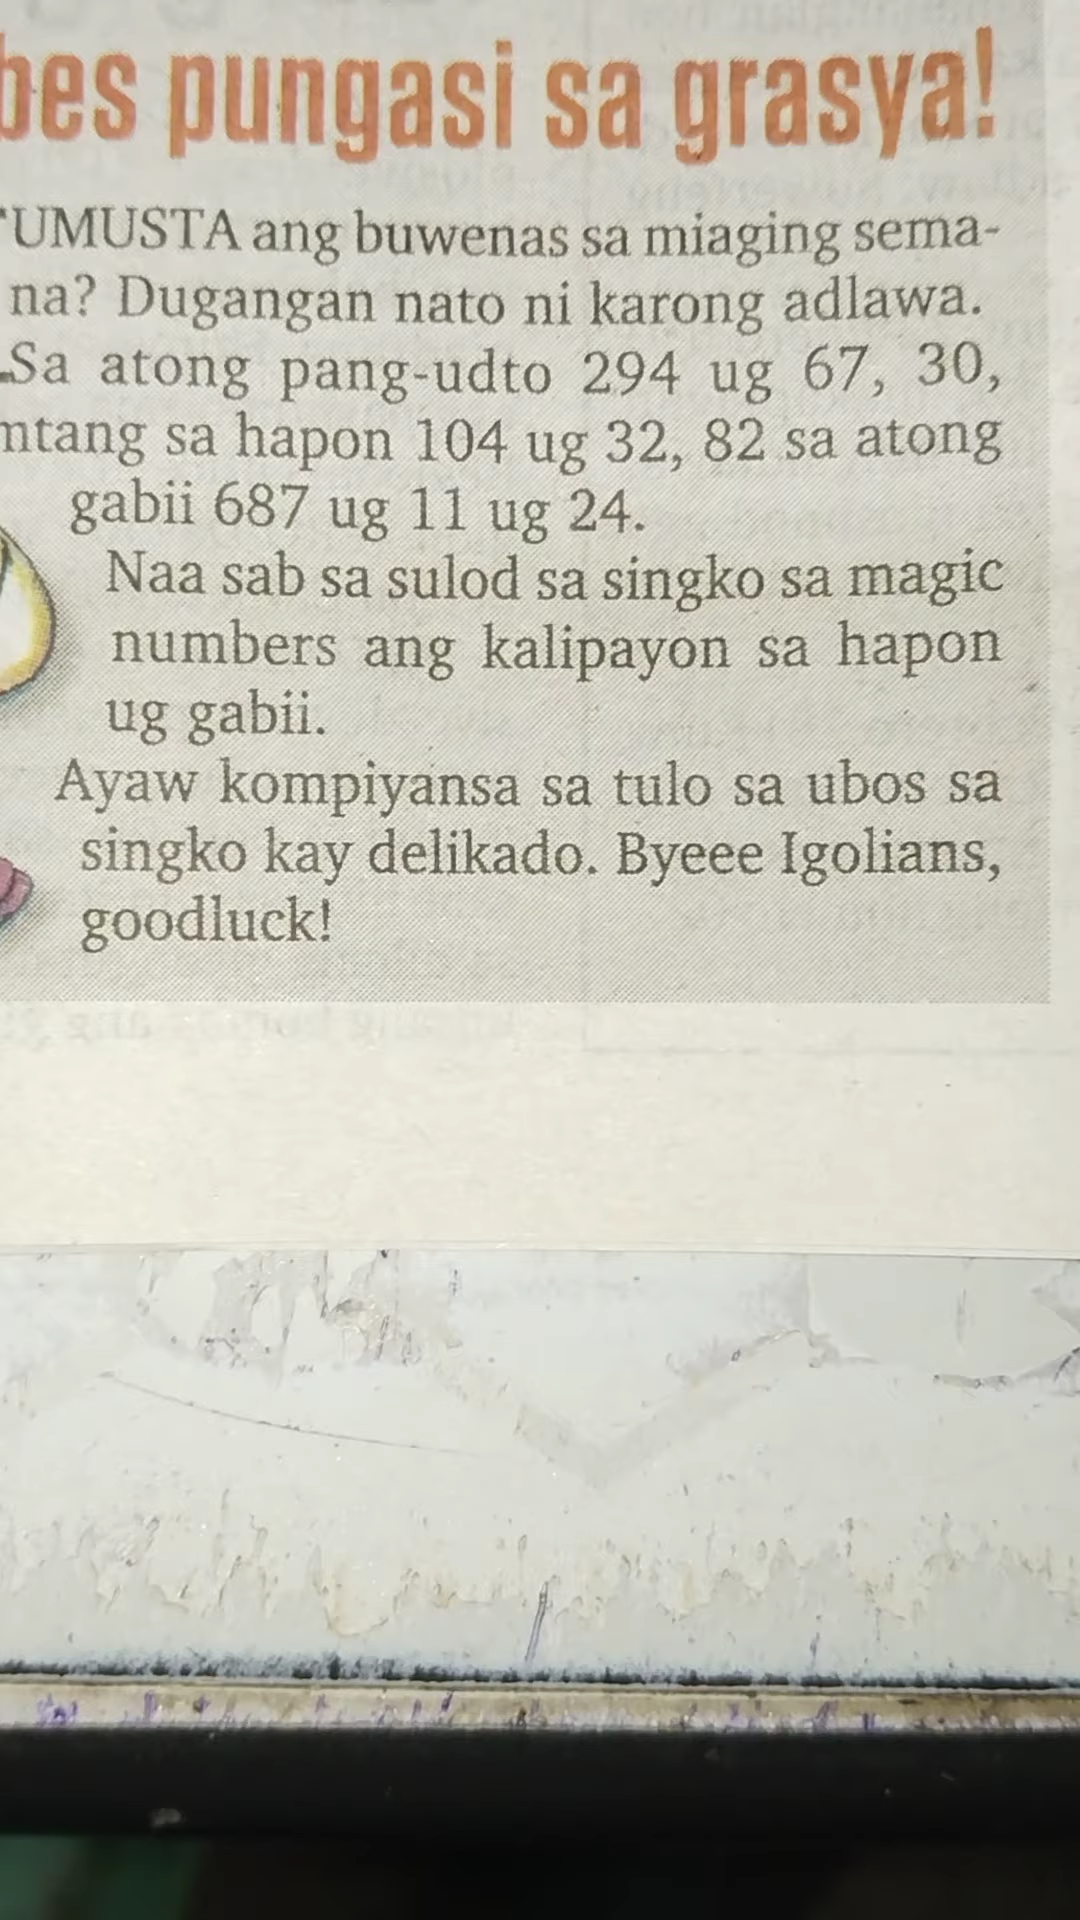 bes pungasi sa grasya!
UMUSTA ang buwenas sa miaging sema-
na? Dugangan nato ni karong adlawa.
Sa atong pang-udto 294 ug 67, 30,
ntang sa hapon 104 ug 32, 82 sa atong
gabii 687 ug 11 ug 24.
Naa sab sa sulod sa singko sa magic
numbers ang kalipayon sa hapon
ug gabii.
Ayaw kompiyansa sa tulo sa ubos sa
singko kay delikado. Byeee Igolians,
goodluck!